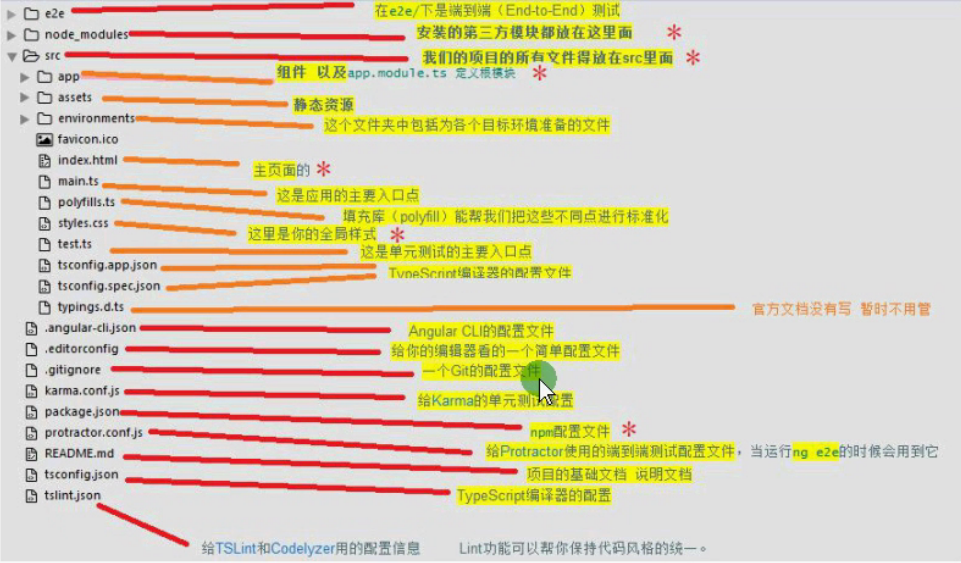 e2e 在e2e/下是端到端（End-to-End）测试
node_modules 安装的第三方模块都放在这里面 *
src 我们的项目的所有文件得放在src里面 *
app 组件 以及app.module.ts 定义根模块 *
assets 静态资源
environments 这个文件夹中包括为各个目标环境准备的文件
favicon.ico
index.html 主页面的 *
main.ts 这是应用的主要入口点
polyfills.ts 填充库（polyfill）能帮我们把这些不同点进行标准化
styles.css 这里是你的全局样式 *
test.ts 这是单元测试的主要入口点
tsconfig.app.json TypeScript编译器的配置文件
tsconfig.spec.json
typings.d.ts 官方文档没有写 暂时不用管
.angular-cli.json Angular CLI的配置文件
.editorconfig 给你的编辑器看的一个简单配置文件
.gitignore 一个Git的配置文件
karma.conf.js 给Karma的单元测试配置
package.json npm配置文件 *
protractor.conf.js 给Protractor使用的端到端测试配置文件，当运行ng e2e的时候会用到它
README.md 项目的基础文档 说明文档
tsconfig.json TypeScript编译器的配置
tslint.json
给TSLint和Codelyzer用的配置信息 Lint功能可以帮你保持代码风格的统一。